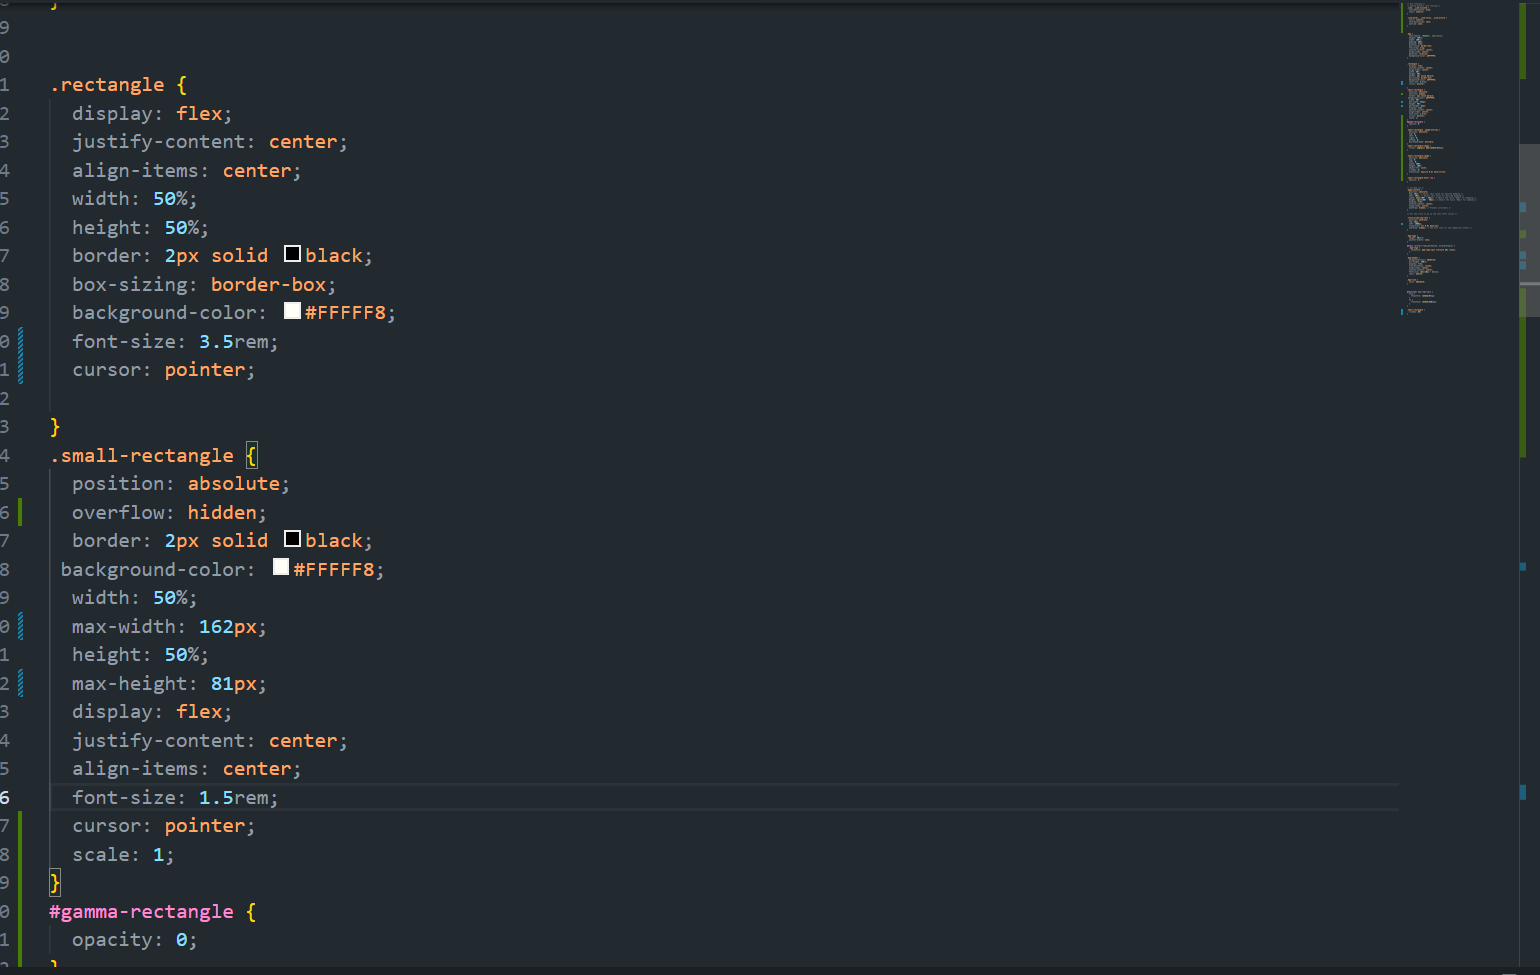 }
9
0
1 .rectangle {
2 display: flex;
3 justify-content: center;
4 align-items: center;
5 width: 50%;
6 height: 50%;
7 border: 2px solid black;
8 box-sizing: border-box;
9 background-color: #FFFFF8;
0 font-size: 3.5rem;
1 cursor: pointer;
2
3 }
4 .small-rectangle {
5 position: absolute;
6 overflow: hidden;
7 border: 2px solid black;
8 background-color: #FFFFF8;
9 width: 50%;
0 max-width: 162px;
1 height: 50%;
2 max-height: 81px;
3 display: flex;
4 justify-content: center;
5 align-items: center;
6 font-size: 1.5rem;
7 cursor: pointer;
8 scale: 1;
9 }
0 #gamma-rectangle {
1 opacity: 0;
}